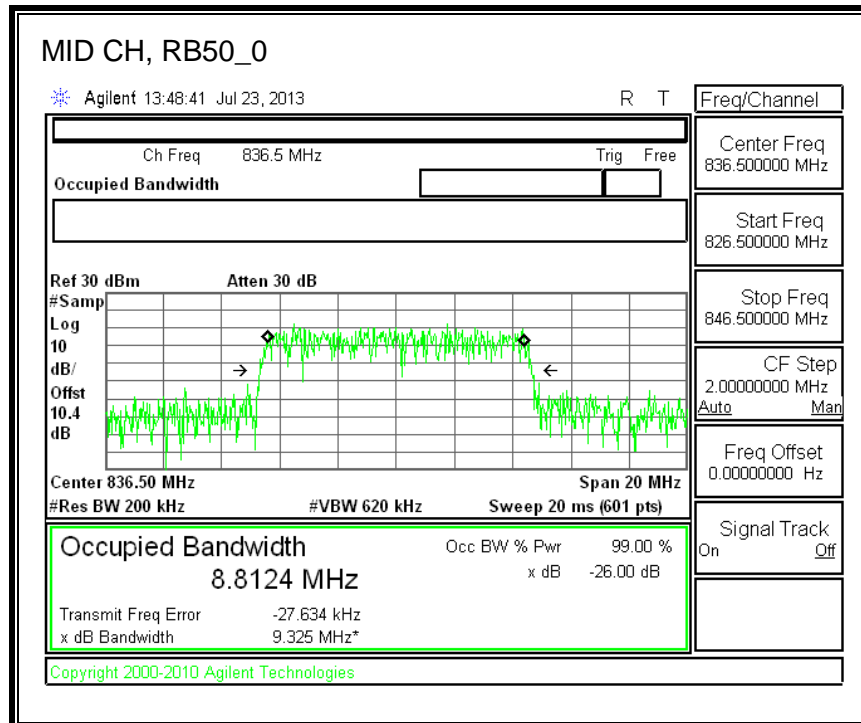 MID CH, RB50_0
Agilent 13:48:41 Jul 23, 2013 R T
Freq/Channel
Ch Freq 836.5 MHz Trig Free
Occupied Bandwidth
Center Freq
836.500000 MHz
Start Freq
826.500000 MHz
Stop Freq
846.500000 MHz
CF Step
2.00000000 MHz
Auto Man
Freq Offset
0.00000000 Hz
Signal Track
On Off
Ref 30 dBm Atten 30 dB
#Samp
Log
10
dB/
Offst
10.4
dB
Center 836.50 MHz Span 20 MHz
#Res BW 200 kHz #VBW 620 kHz Sweep 20 ms (601 pts)
Occupied Bandwidth Occ BW % Pwr 99.00 %
8.8124 MHz x dB -26.00 dB
Transmit Freq Error -27.634 kHz
x dB Bandwidth 9.325 MHz*
Copyright 2000-2010 Agilent Technologies